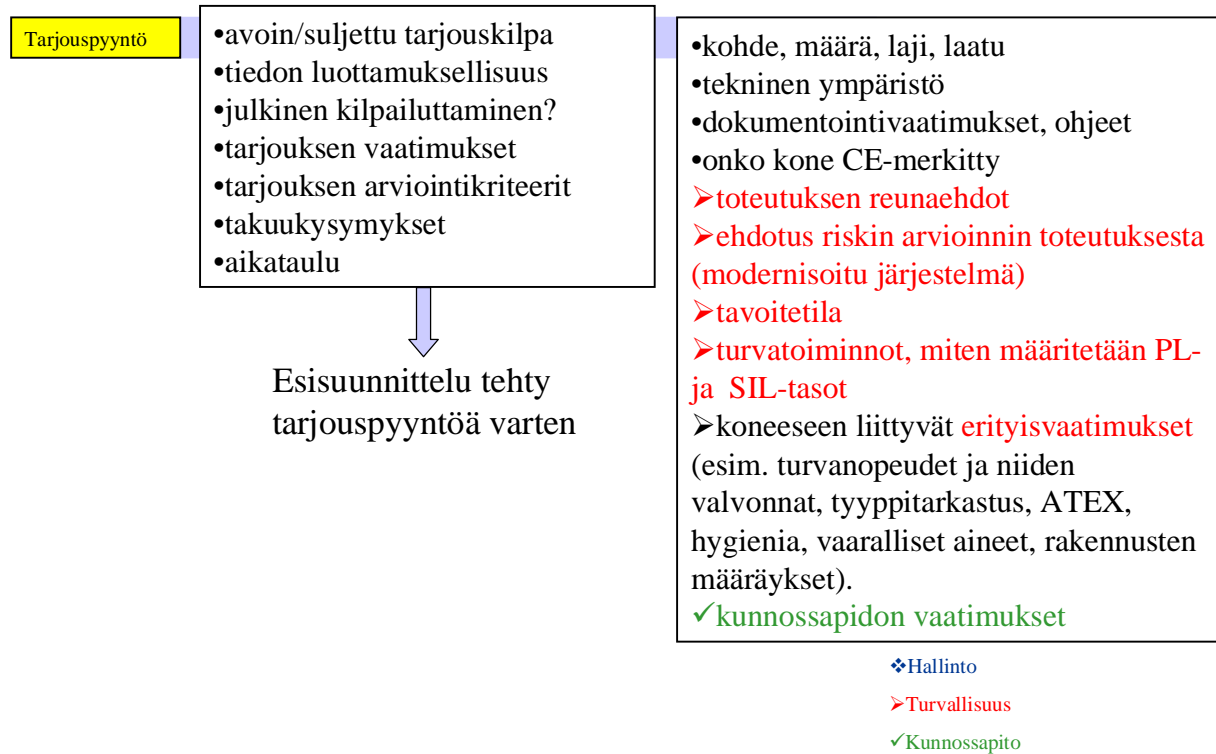 Tarjouspyyntö
•avoin/suljettu tarjouskilpa
•tiedon luottamuksellisuus
•julkinen kilpailuttaminen?
•tarjouksen vaatimukset
•tarjouksen arviointikriteerit
•takuukysymykset
•aikataulu
Esisuunnittelu tehty
tarjouspyyntöä varten
•kohde, määrä, laji, laatu
•tekninen ympäristö
•dokumentointivaatimukset, ohjeet
•onko kone CE-merkitty
➢toteutuksen reunaehdot
➢ehdotus riskin arvioinnin toteutuksesta
(modernisoitu järjestelmä)
➢tavoitetila
➢turvatoiminnot, miten määritetään PL-
ja SIL-tasot
➢koneeseen liittyvät erityisvaatimukset
(esim. turvanopeudet ja niiden
valvonnat, tyyppitarkastus, ATEX,
hygienia, vaaralliset aineet, rakennusten
määräykset).
✓kunnossapidon vaatimukset
❖Hallinto
➢Turvallisuus
✓Kunnossapito